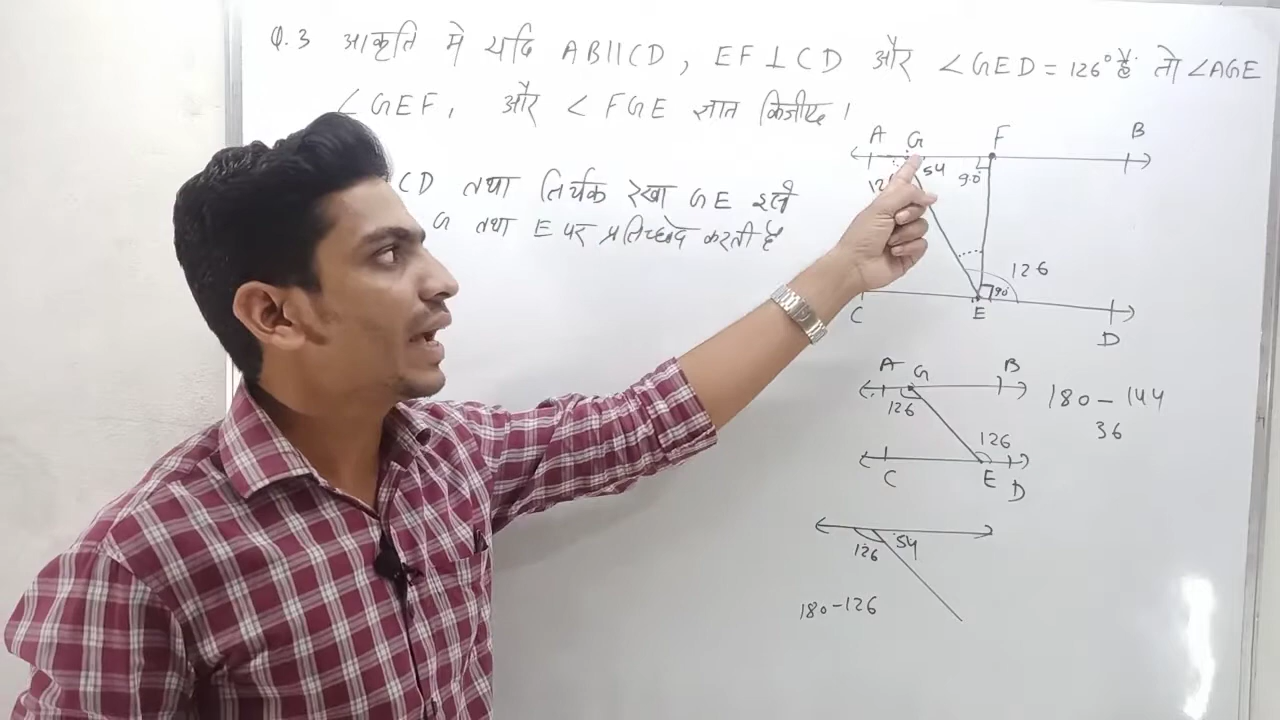 Q.3 आकृति मे यदि AB||CD, EF⊥CD और ∠GED = 126° है तो ∠AGE
∠GEF, और ∠FGE ज्ञात किजीए।
CD तथा तिर्यक रेखा GE इन्हे
G तथा E पर प्रतिच्छेद करती है
A G F B
54 90°
12
126
90°
C E D
A G B
126
126
C E D
180 - 144
36
126 54
180-126